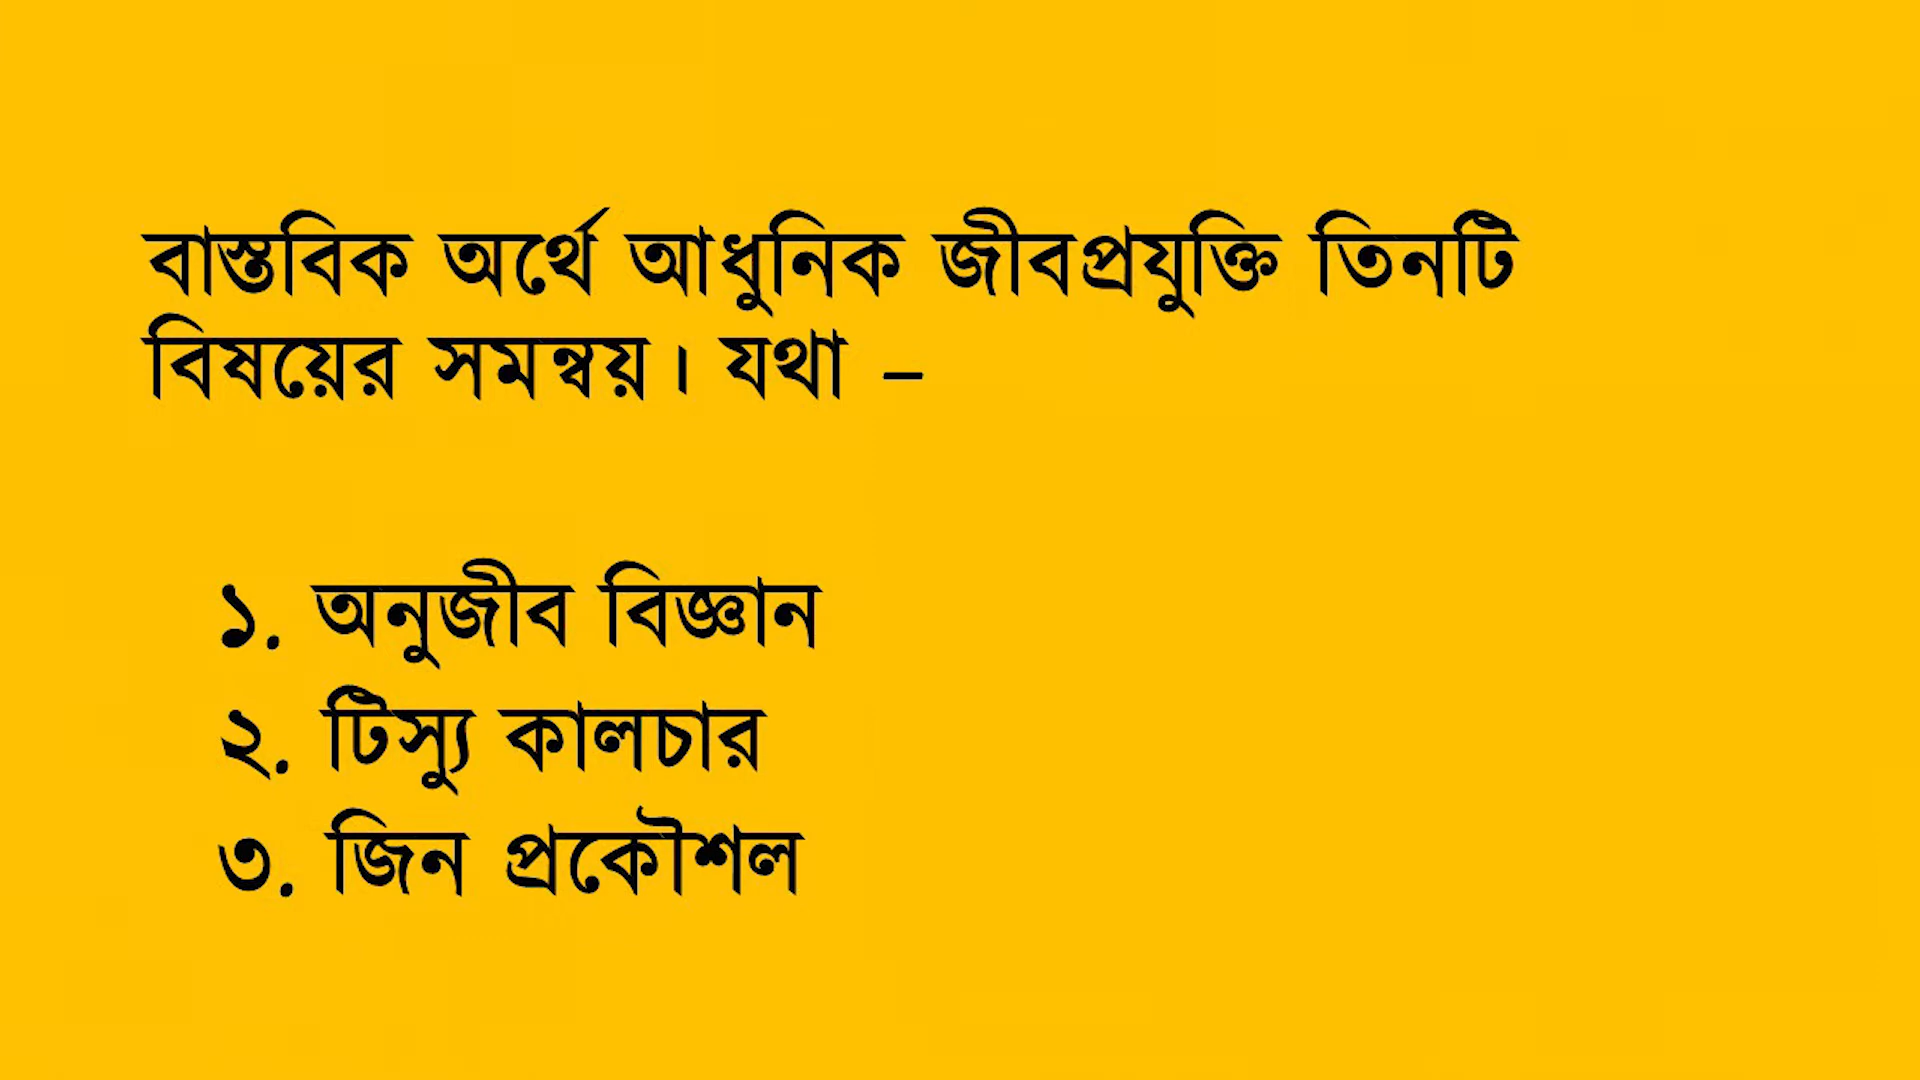 বাস্তবিক অর্থে আধুনিক জীবপ্রযুক্তি তিনটি
বিষয়ের সমন্বয়। যথা –
১. অনুজীব বিজ্ঞান
২. টিস্যু কালচার
৩. জিন প্রকৌশল